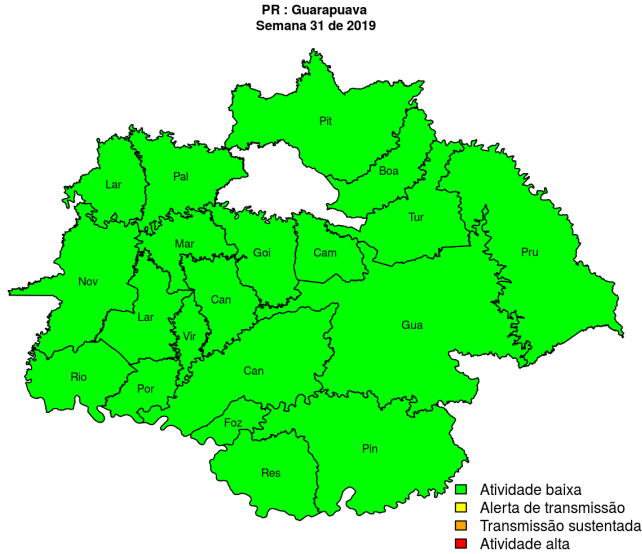 PR : Guarapuava
Semana 31 de 2019
Pit
Boa
Lar
Pal
Tur
Mar
Goi
Cam
Pru
Nov
Can
Lar
Vir
Gua
Rio
Por
Can
Foz
Pin
Res
Atividade baixa
Alerta de transmissão
Transmissão sustentada
Atividade alta